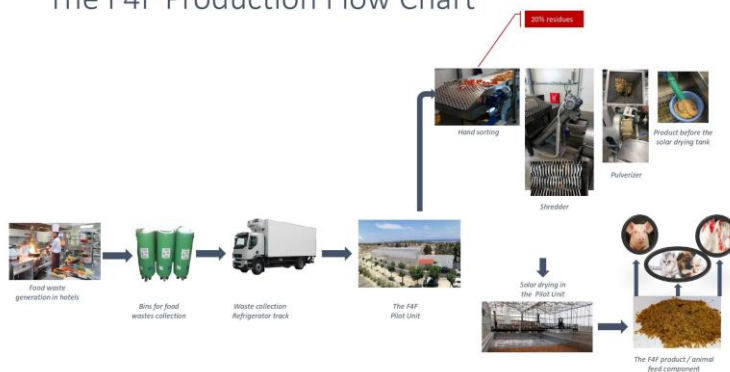 The F4F Production Flow Chart
20% residues
Hand sorting
Shredder
Pulverizer
Product before the
solar drying tank
Food waste
generation in hotels
Bins for food
wastes collection
Waste collection
Refrigerator track
The F4F
Pilot Unit
Solar drying in
the Pilot Unit
The F4F product / animal
feed component